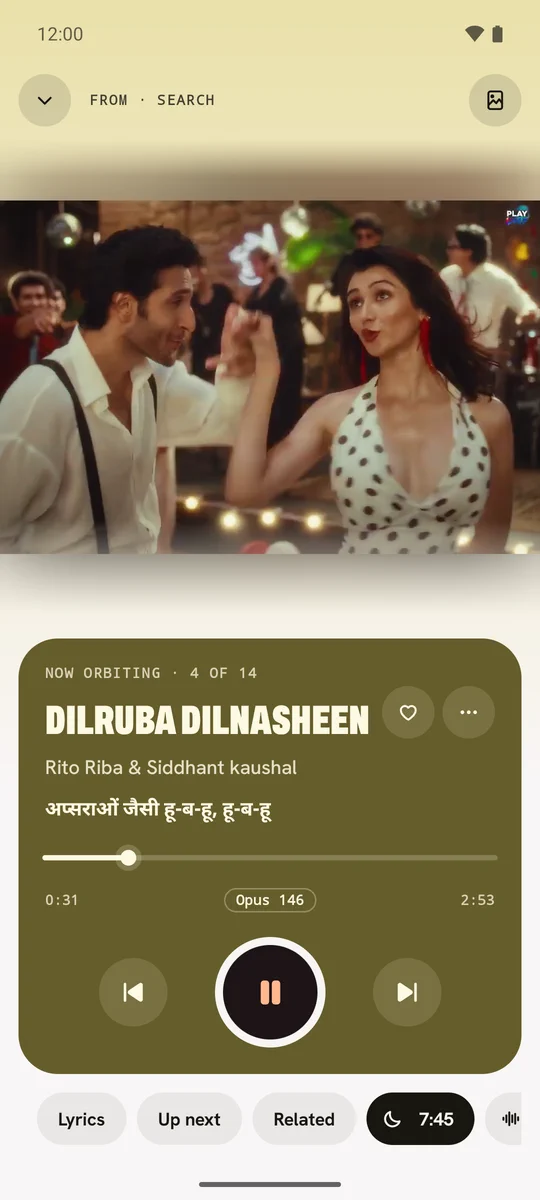 12:00
FROM · SEARCH
PLAY
NOW ORBITING · 4 OF 14
DILRUBA DILNASHEEN
Rito Riba & Siddhant kaushal
अप्सराओं जैसी हू-ब-हू, हू-ब-हू
0:31 Opus 146 2:53
Lyrics Up next Related 7:45